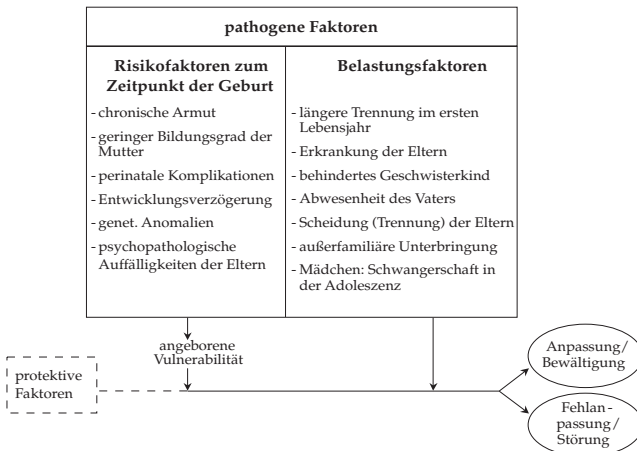 pathogene Faktoren
Risikofaktoren zum
Zeitpunkt der Geburt
- chronische Armut
- geringer Bildungsgrad der
Mutter
- perinatale Komplikationen
- Entwicklungsverzögerung
- genet. Anomalien
- psychopathologische
Auffälligkeiten der Eltern
Belastungsfaktoren
- längere Trennung im ersten
Lebensjahr
- Erkrankung der Eltern
- behindertes Geschwisterkind
- Abwesenheit des Vaters
- Scheidung (Trennung) der Eltern
- außerfamiliäre Unterbringung
- Mädchen: Schwangerschaft in
der Adoleszenz
angeborene
Vulnerabilität
protektive
Faktoren
Anpassung/
Bewältigung
Fehlan-
passung/
Störung